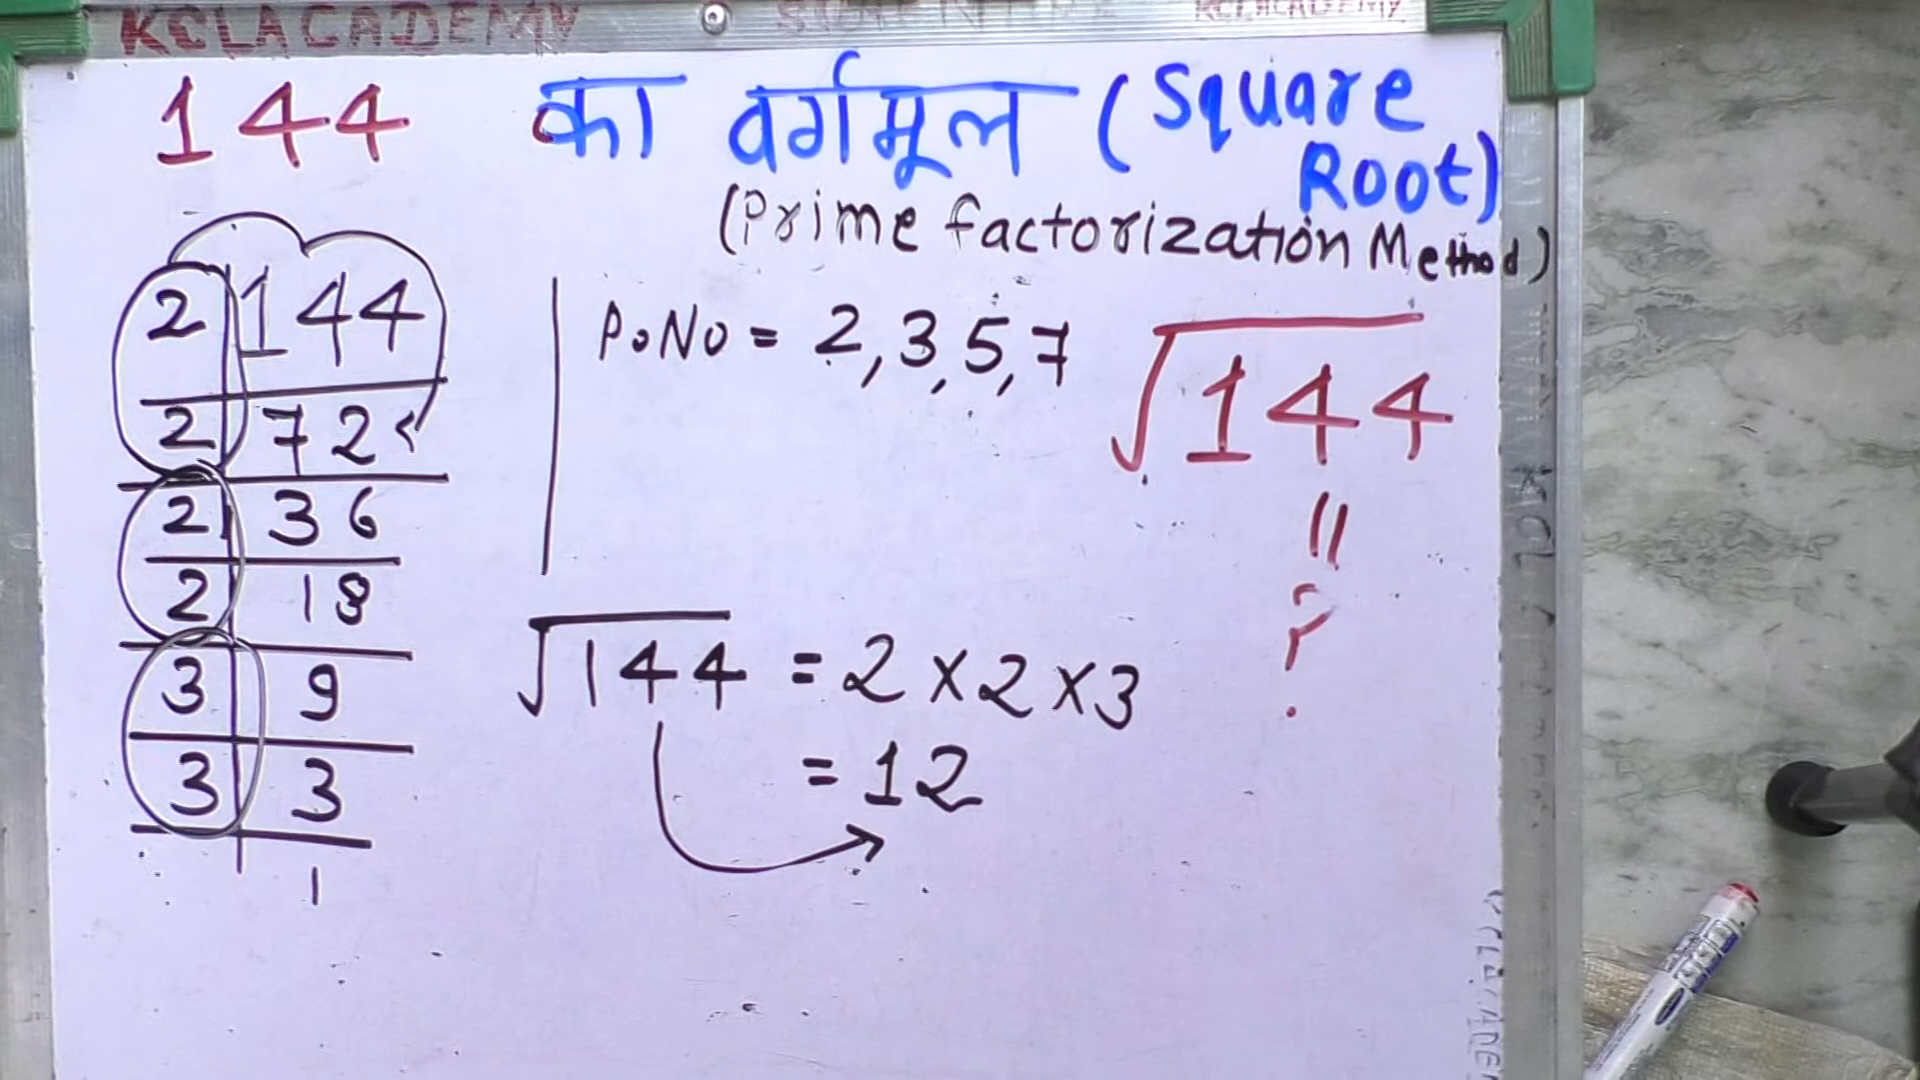 KCLACADEMY
KCLACADEMY
144 का वर्गमूल (Square Root)
(Prime factorization Method)
2 144
2 72
2 36
2 18
3 9
3 3
1
P.No = 2,3,5,7
√144
=
?
√144 = 2×2×3
= 12